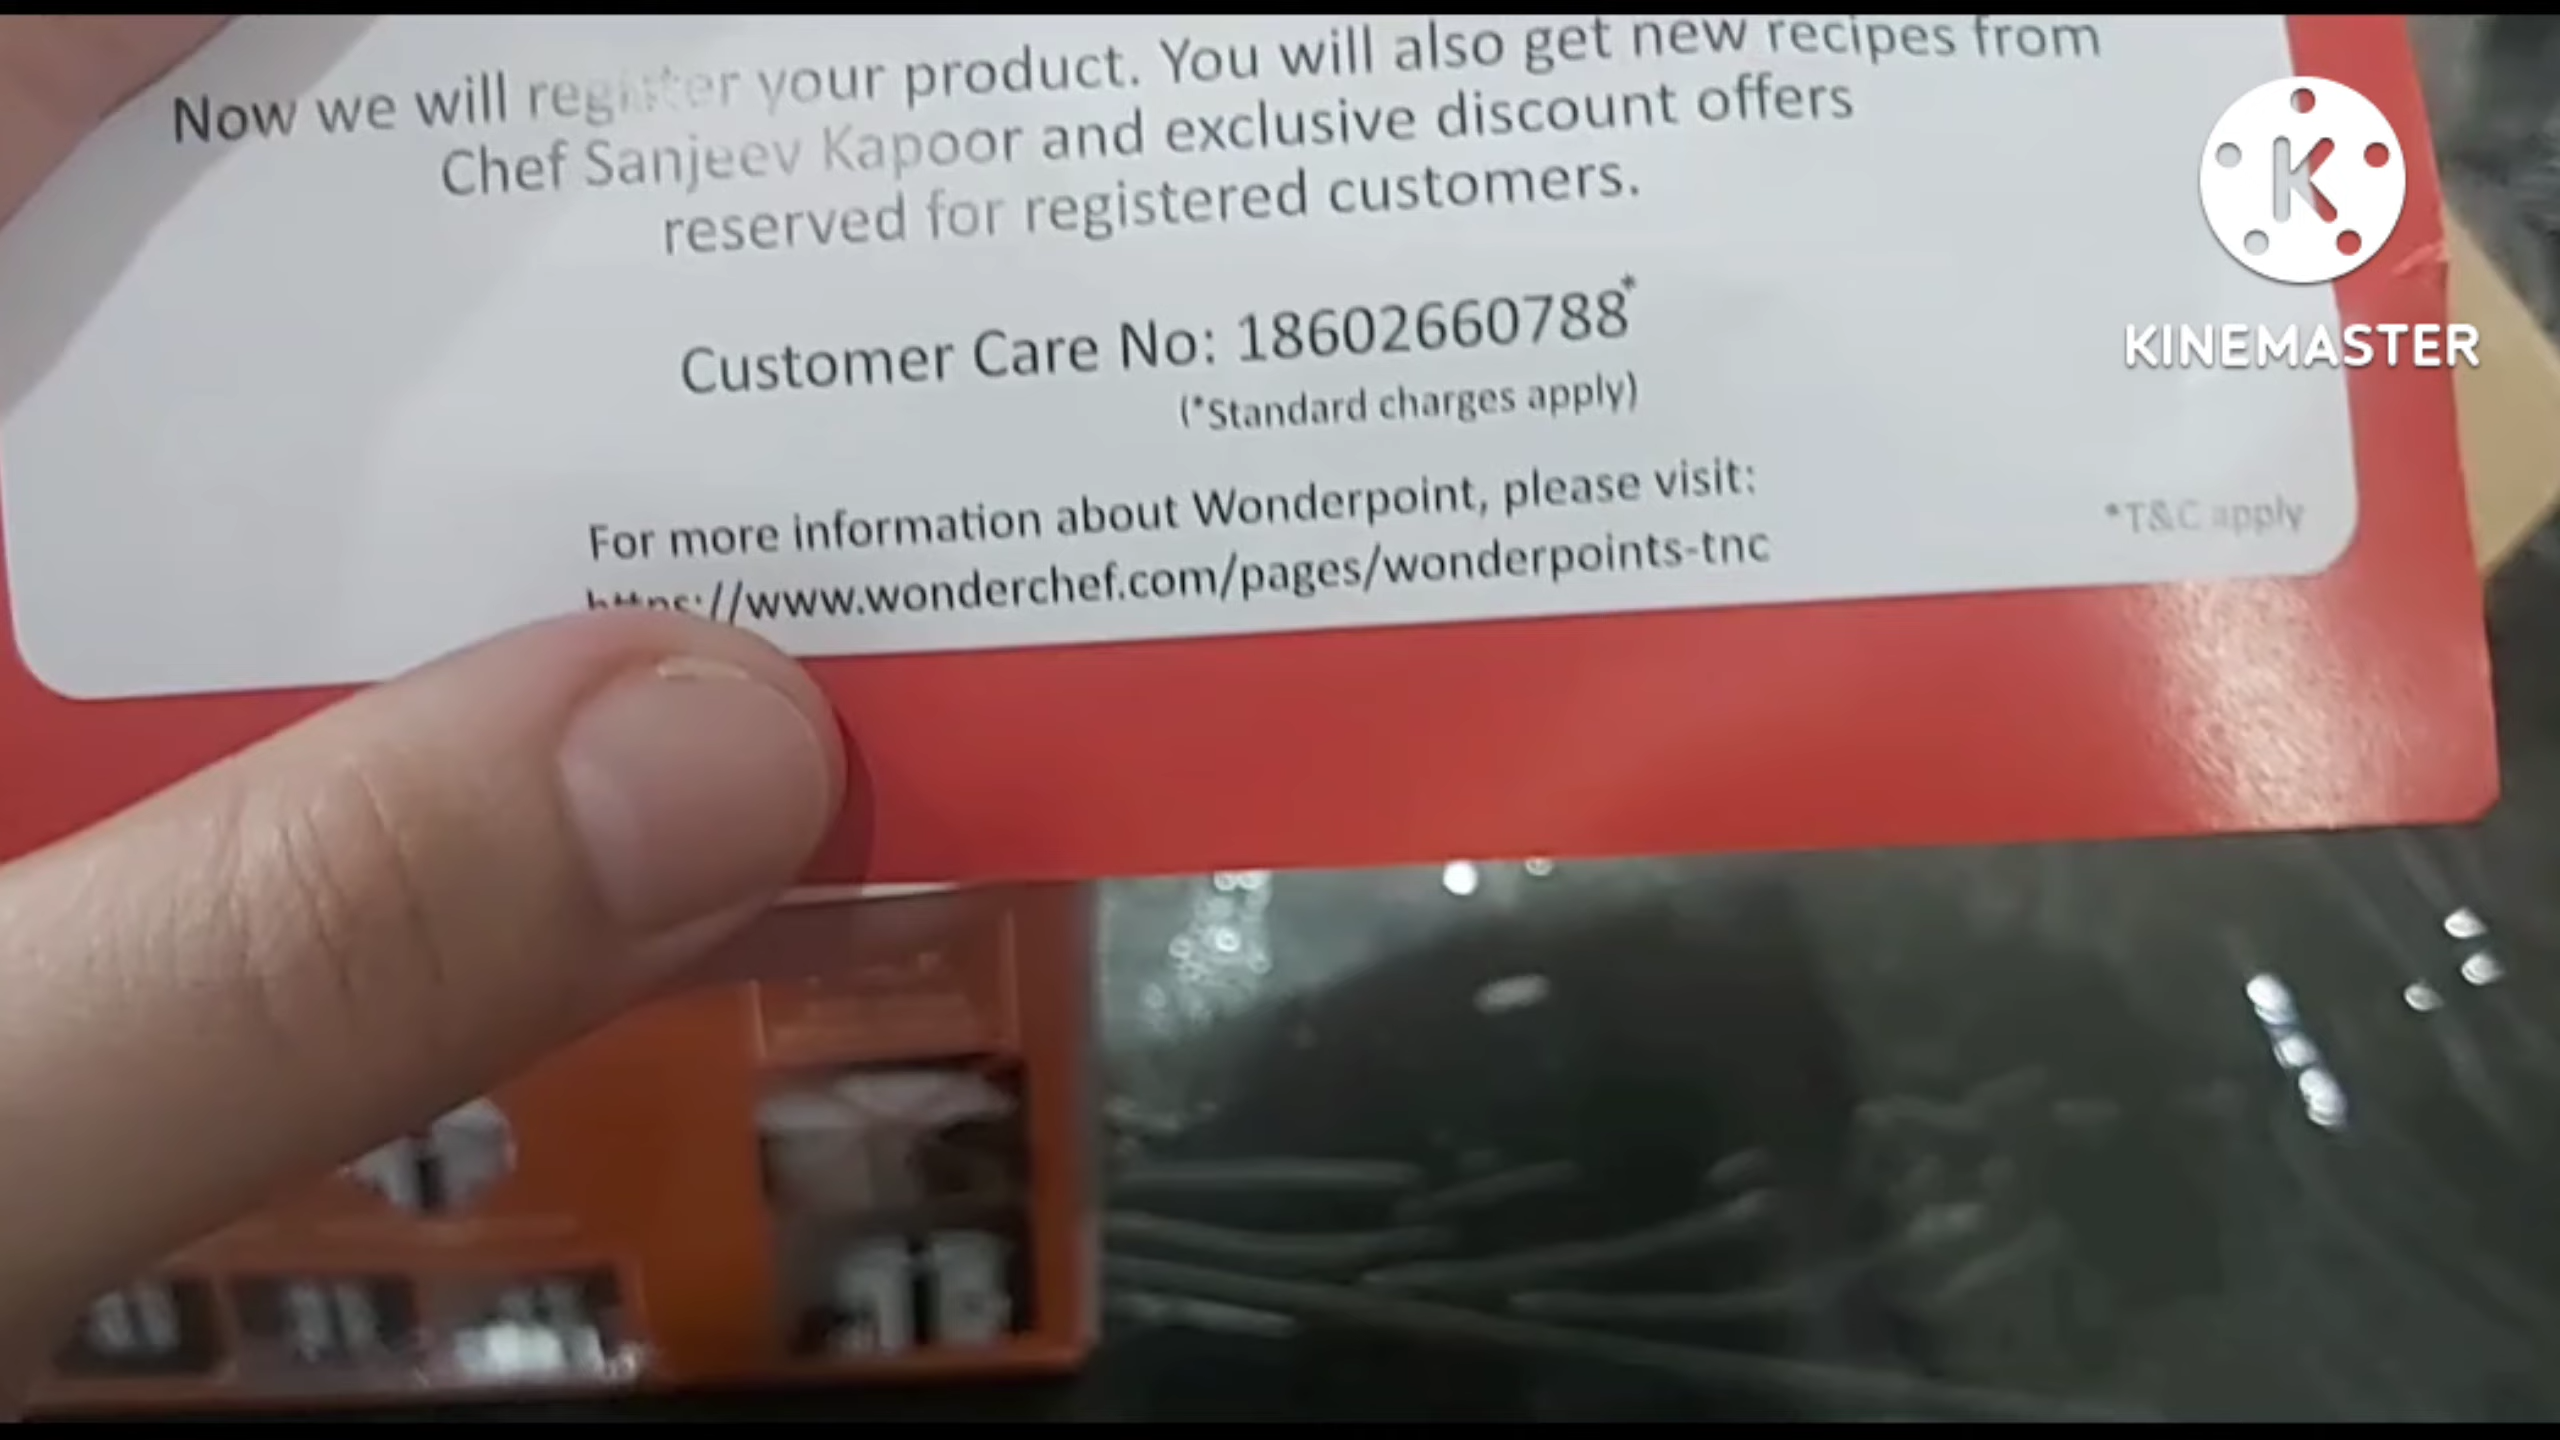 Now we will register your product. You will also get new recipes from
Chef Sanjeev Kapoor and exclusive discount offers
reserved for registered customers.
Customer Care No: 18602660788*
(*Standard charges apply)
For more information about Wonderpoint, please visit:
https://www.wonderchef.com/pages/wonderpoints-tnc
*T&C apply
K
KINEMASTER